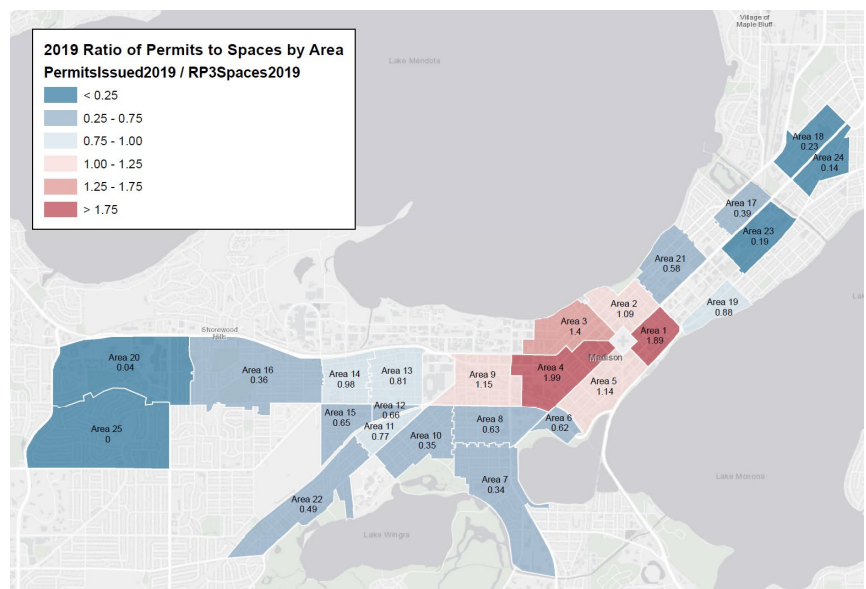 Village of
Maple Bluff
2019 Ratio of Permits to Spaces by Area
PermitsIssued2019 / RP3Spaces2019
< 0.25
0.25 - 0.75
0.75 - 1.00
1.00 - 1.25
1.25 - 1.75
> 1.75
Lake Mendota
Area 18
0.23
Area 24
0.14
Area 17
0.39
Area 23
0.19
Area 21
0.58
Area 19
0.88
Area 2
1.09
Area 3
1.4
Area 1
1.89
Shorewood
Hills
Madison
Area 20
0.04
Area 16
0.36
Area 14
0.98
Area 13
0.81
Area 9
1.15
Area 4
1.99
Area 5
1.14
Area 12
0.66
Area 15
0.65
Area 11
0.77
Area 8
0.63
Area 6
0.62
Area 25
0
Area 10
0.35
Area 7
0.34
Lake Monona
Area 22
0.49
Lake Wingra